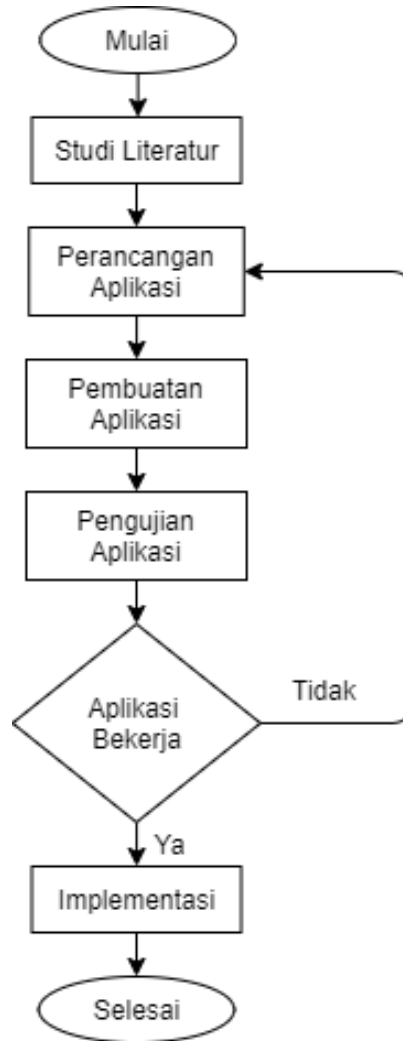 Mulai
Studi Literatur
Perancangan
Aplikasi
Pembuatan
Aplikasi
Pengujian
Aplikasi
Aplikasi
Bekerja
Tidak
Ya
Implementasi
Selesai